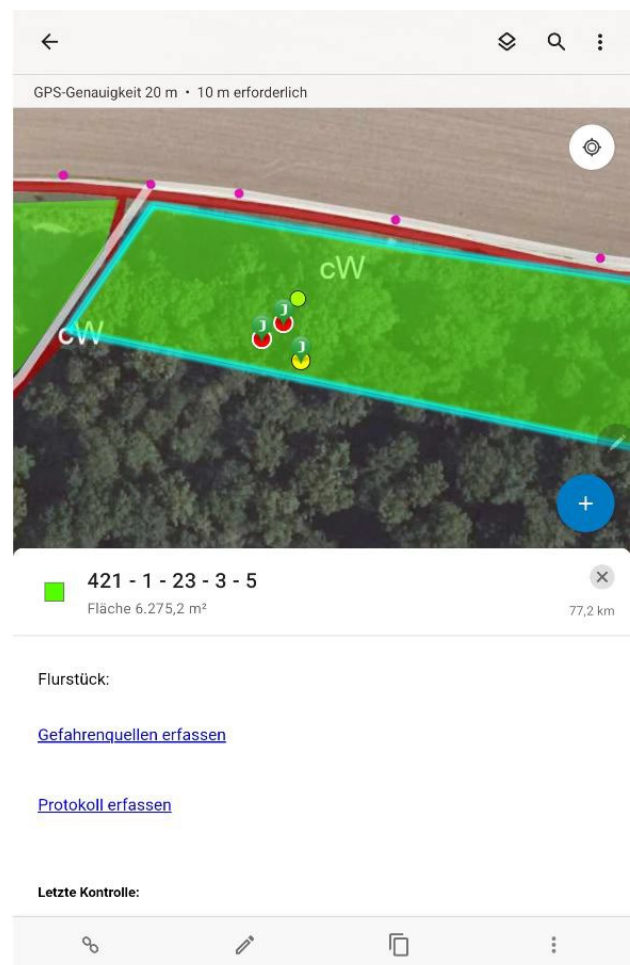 GPS-Genauigkeit 20 m • 10 m erforderlich
cW
J
J
cW
J
421 - 1 - 23 - 3 - 5
Fläche 6.275,2 m²
77,2 km
Flurstück:
Gefahrenquellen erfassen
Protokoll erfassen
Letzte Kontrolle: